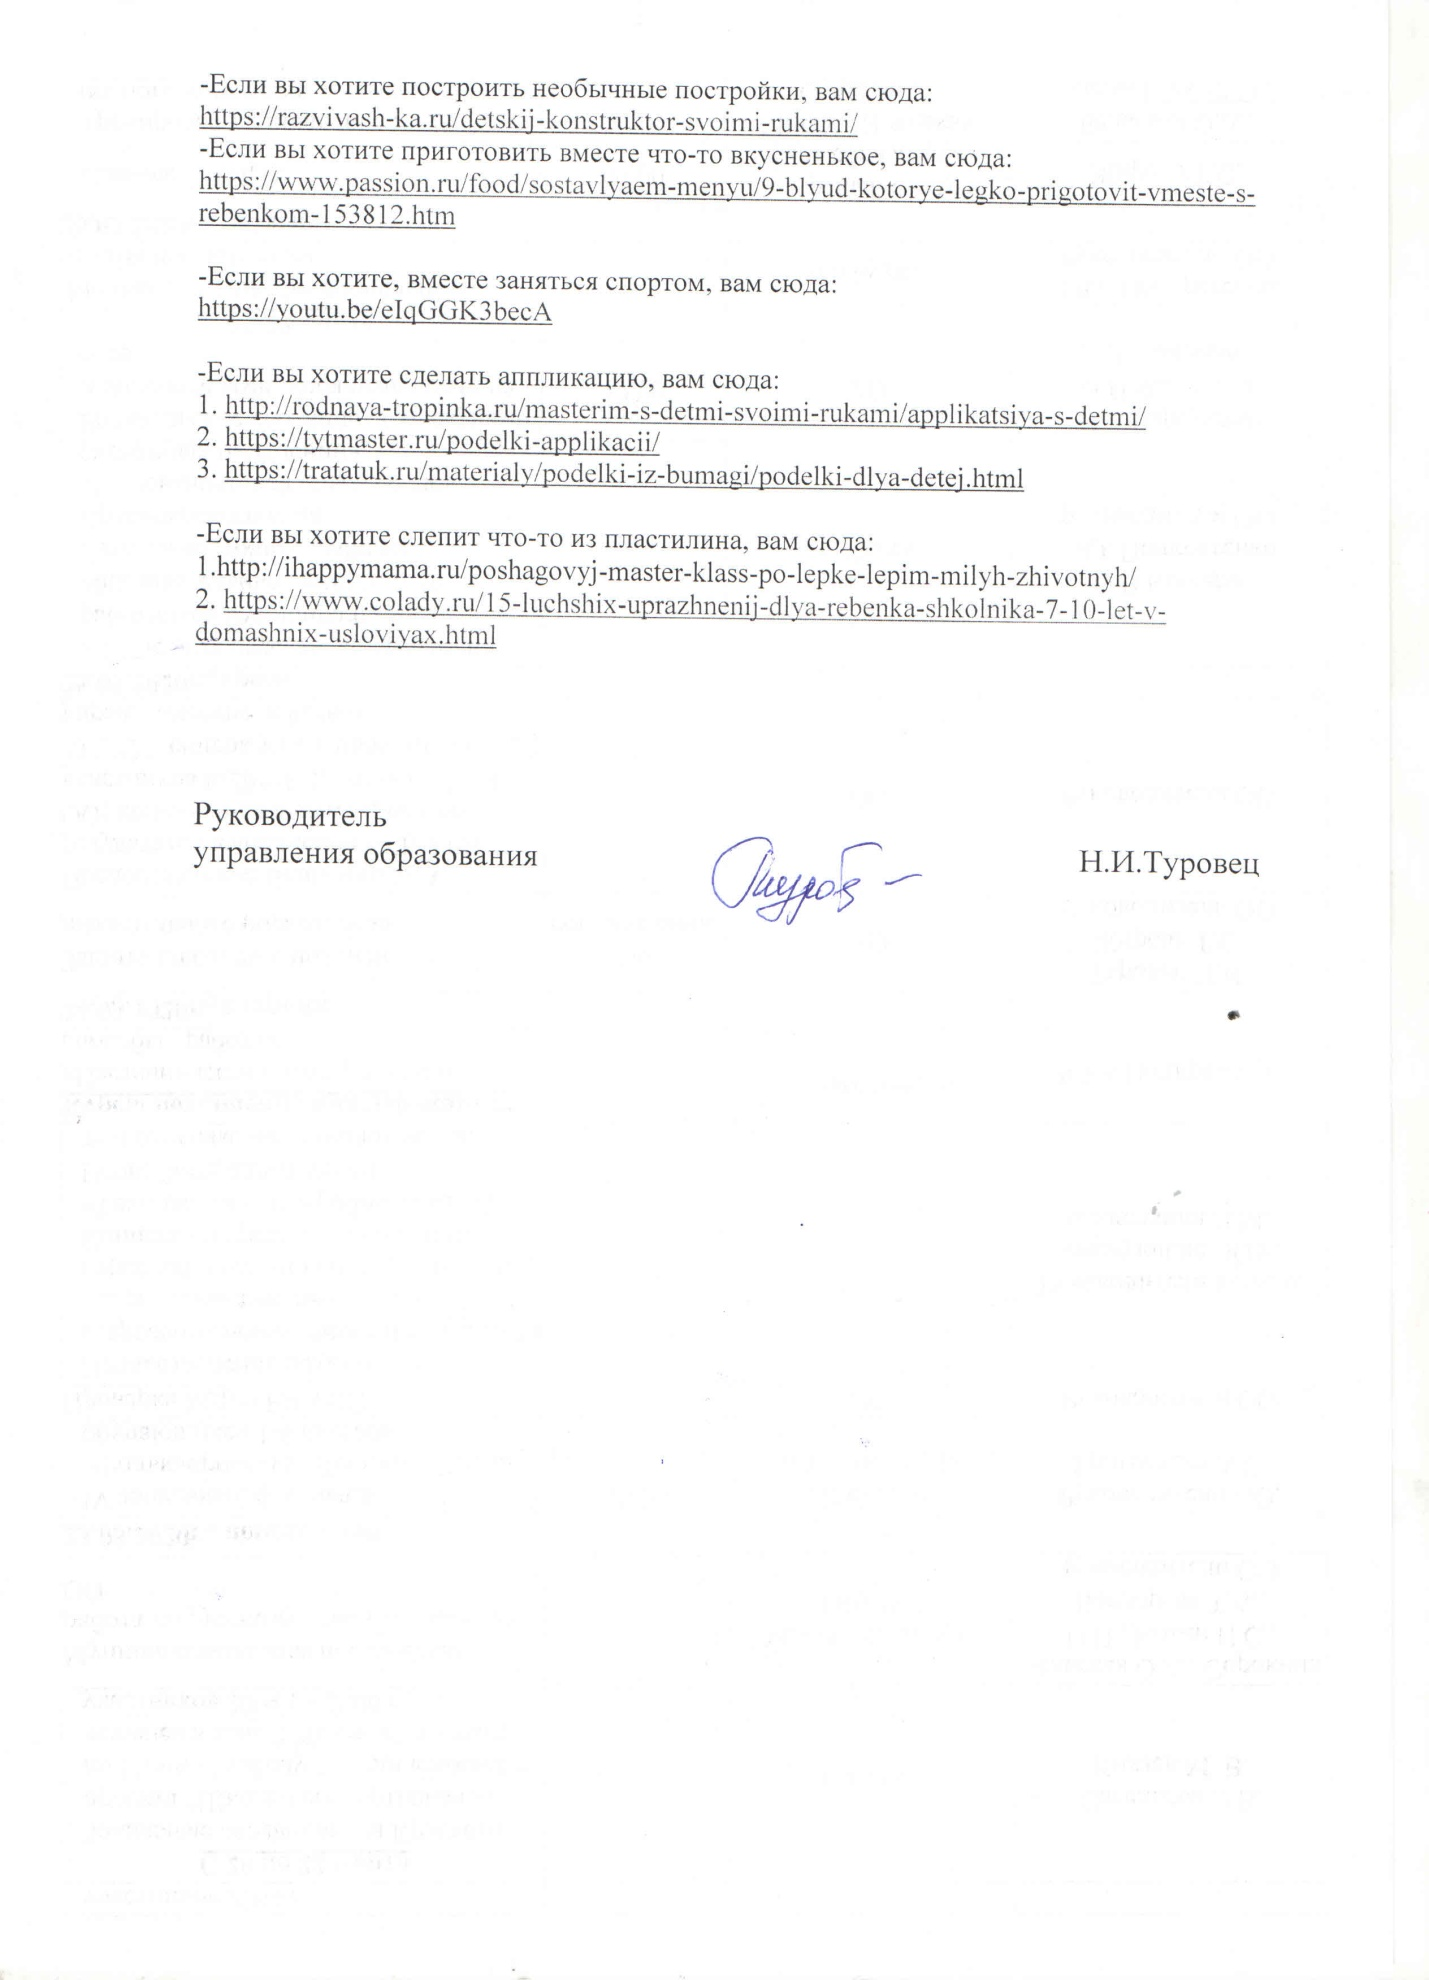 -Если вы хотите построить необычные постройки, вам сюда:
https://razvivash-ka.ru/detskij-konstruktor-svoimi-rukami/
-Если вы хотите приготовить вместе что-то вкусненькое, вам сюда:
https://www.passion.ru/food/sostavlyaem-menyu/9-blyud-kotorye-legko-prigotovit-vmeste-s-
rebenkom-153812.htm
-Если вы хотите, вместе заняться спортом, вам сюда:
https://youtu.be/eIqGGK3becA
-Если вы хотите сделать аппликацию, вам сюда:
1. http://rodnaya-tropinka.ru/masterim-s-detmi-svoimi-rukami/applikatsiya-s-detmi/
2. https://tytmaster.ru/podelki-applikacii/
3. https://tratatuk.ru/materialy/podelki-iz-bumagi/podelki-dlya-detej.html
-Если вы хотите слепит что-то из пластилина, вам сюда:
1.http://ihappymama.ru/poshagovyj-master-klass-po-lepke-lepim-milyh-zhivotnyh/
2. https://www.colady.ru/15-luchshix-uprazhnenij-dlya-rebenka-shkolnika-7-10-let-v-
domashnix-usloviyax.html
Руководитель
управления образования Н.И.Туровец